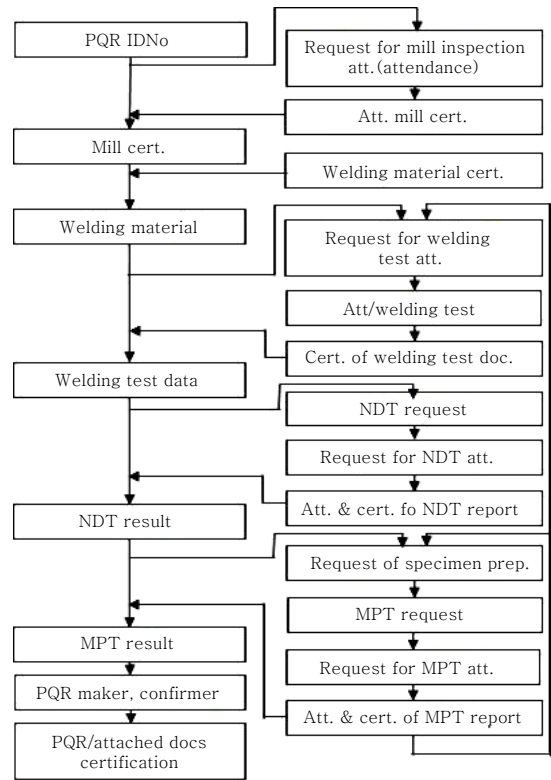 PQR IDNo
Request for mill inspection
att.(attendance)
Att. mill cert.
Mill cert.
Welding material cert.
Welding material
Request for welding
test att.
Att/welding test
Cert. of welding test doc.
Welding test data
NDT request
Request for NDT att.
Att. & cert. fo NDT report
NDT result
Request of specimen prep.
MPT request
MPT result
Request for MPT att.
PQR maker, confirmer
Att. & cert. of MPT report
PQR/attached docs
certification